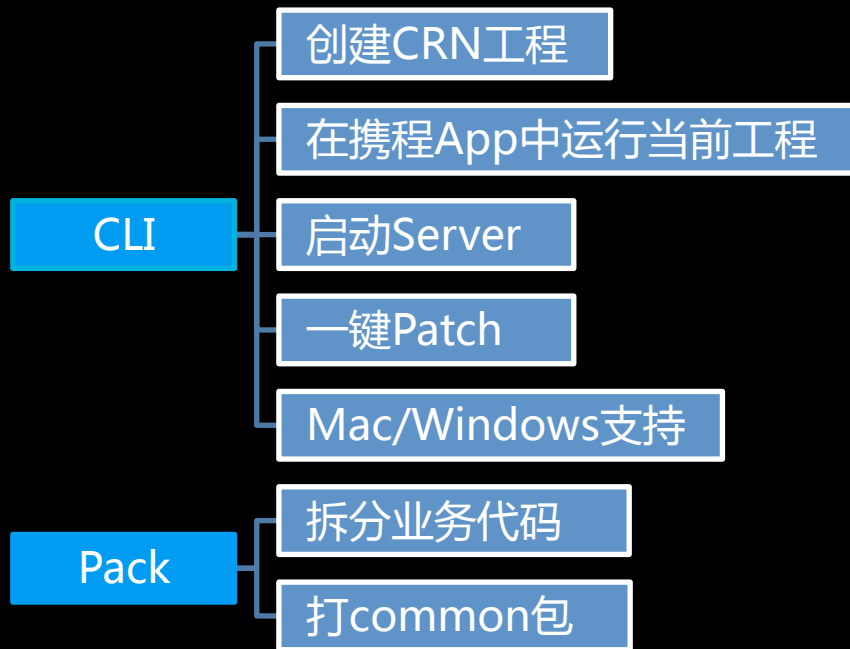 创建CRN工程
在携程App中运行当前工程
CLI
启动Server
一键Patch
Mac/Windows支持
拆分业务代码
Pack
打common包